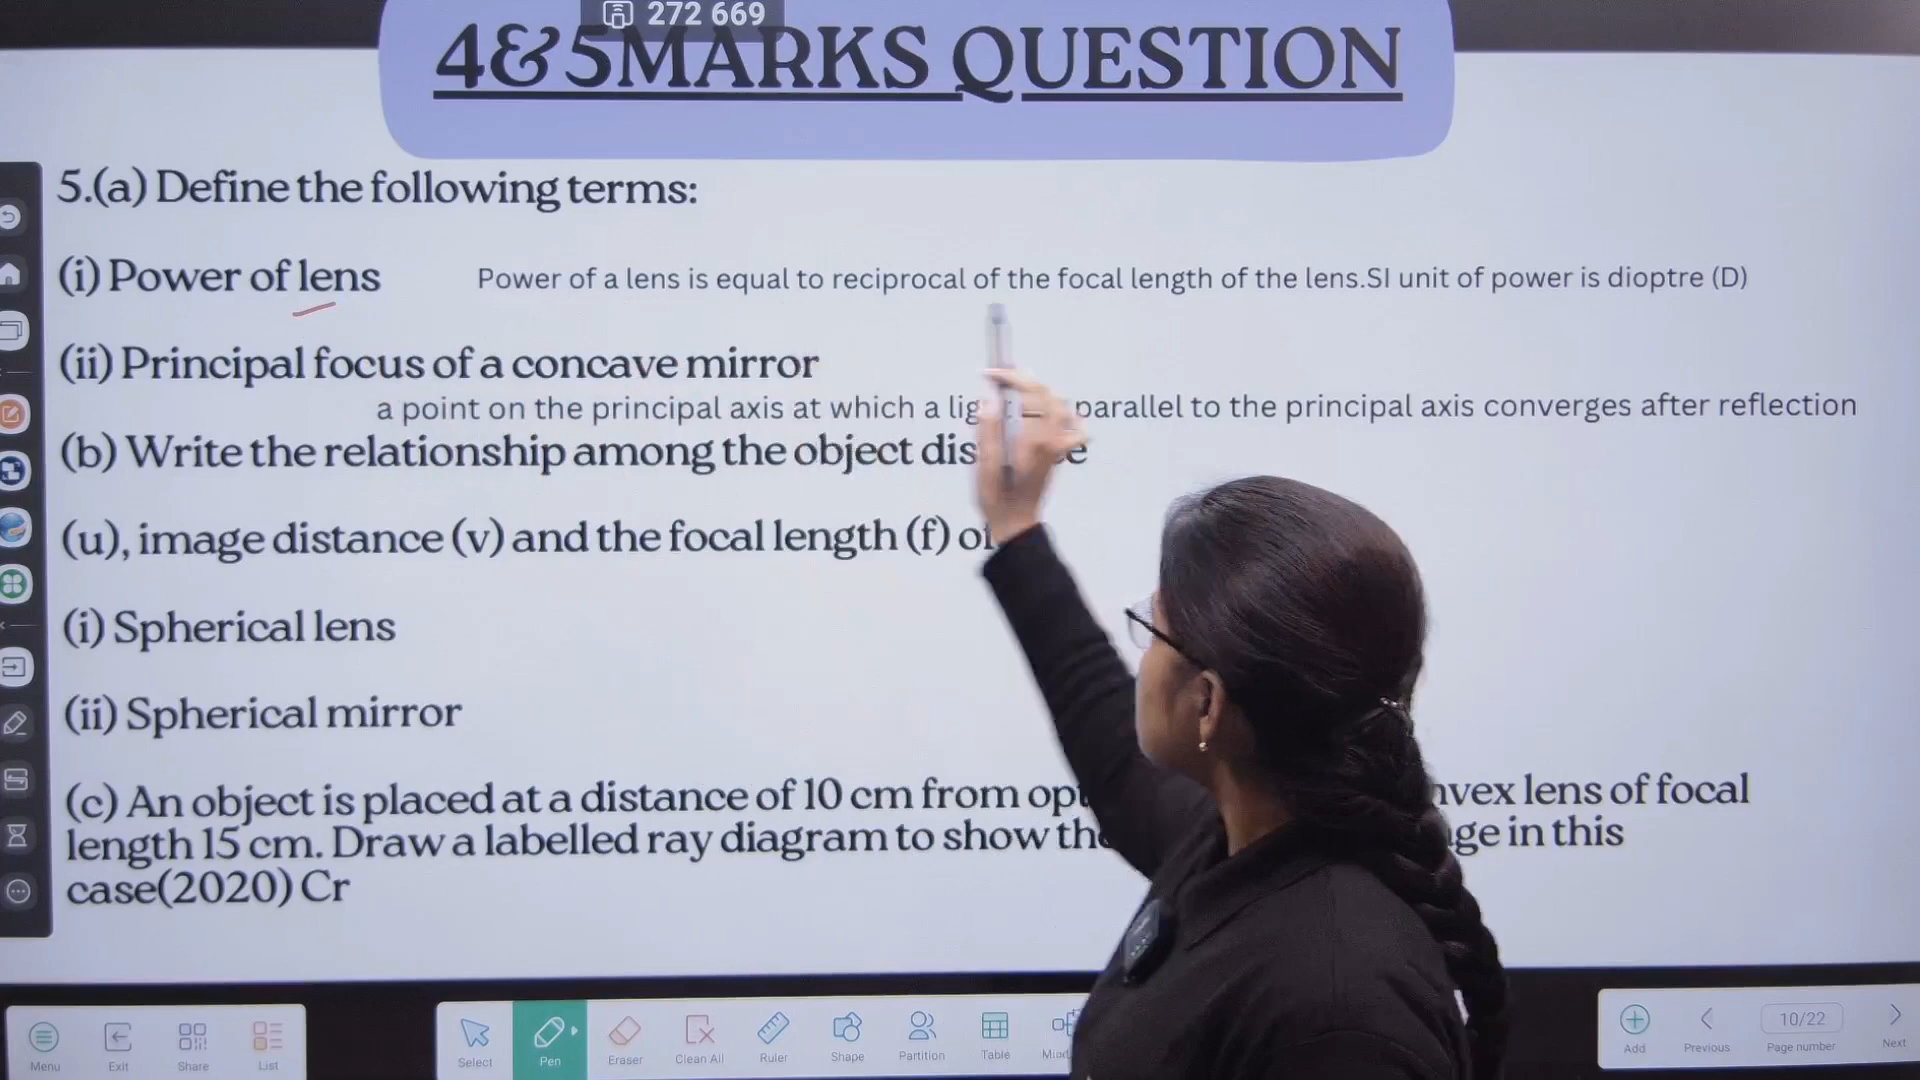 272 669
4&5MARKS QUESTION
5.(a) Define the following terms:
(i) Power of lens
Power of a lens is equal to reciprocal of the focal length of the lens.SI unit of power is dioptre (D)
(ii) Principal focus of a concave mirror
a point on the principal axis at which a parallel to the principal axis converges after reflection
(b) Write the relationship among the object
(u), image distance (v) and the focal length (f) of
(i) Spherical lens
(ii) Spherical mirror
(c) An object is placed at a distance of 10 cm from lens of focal
length 15 cm. Draw a labelled ray diagram to show in this
case(2020) Cr
Menu Exit Share List Select Pen Eraser Clean All Ruler Shape Partition Table Add Previous 10/22 Page number Next